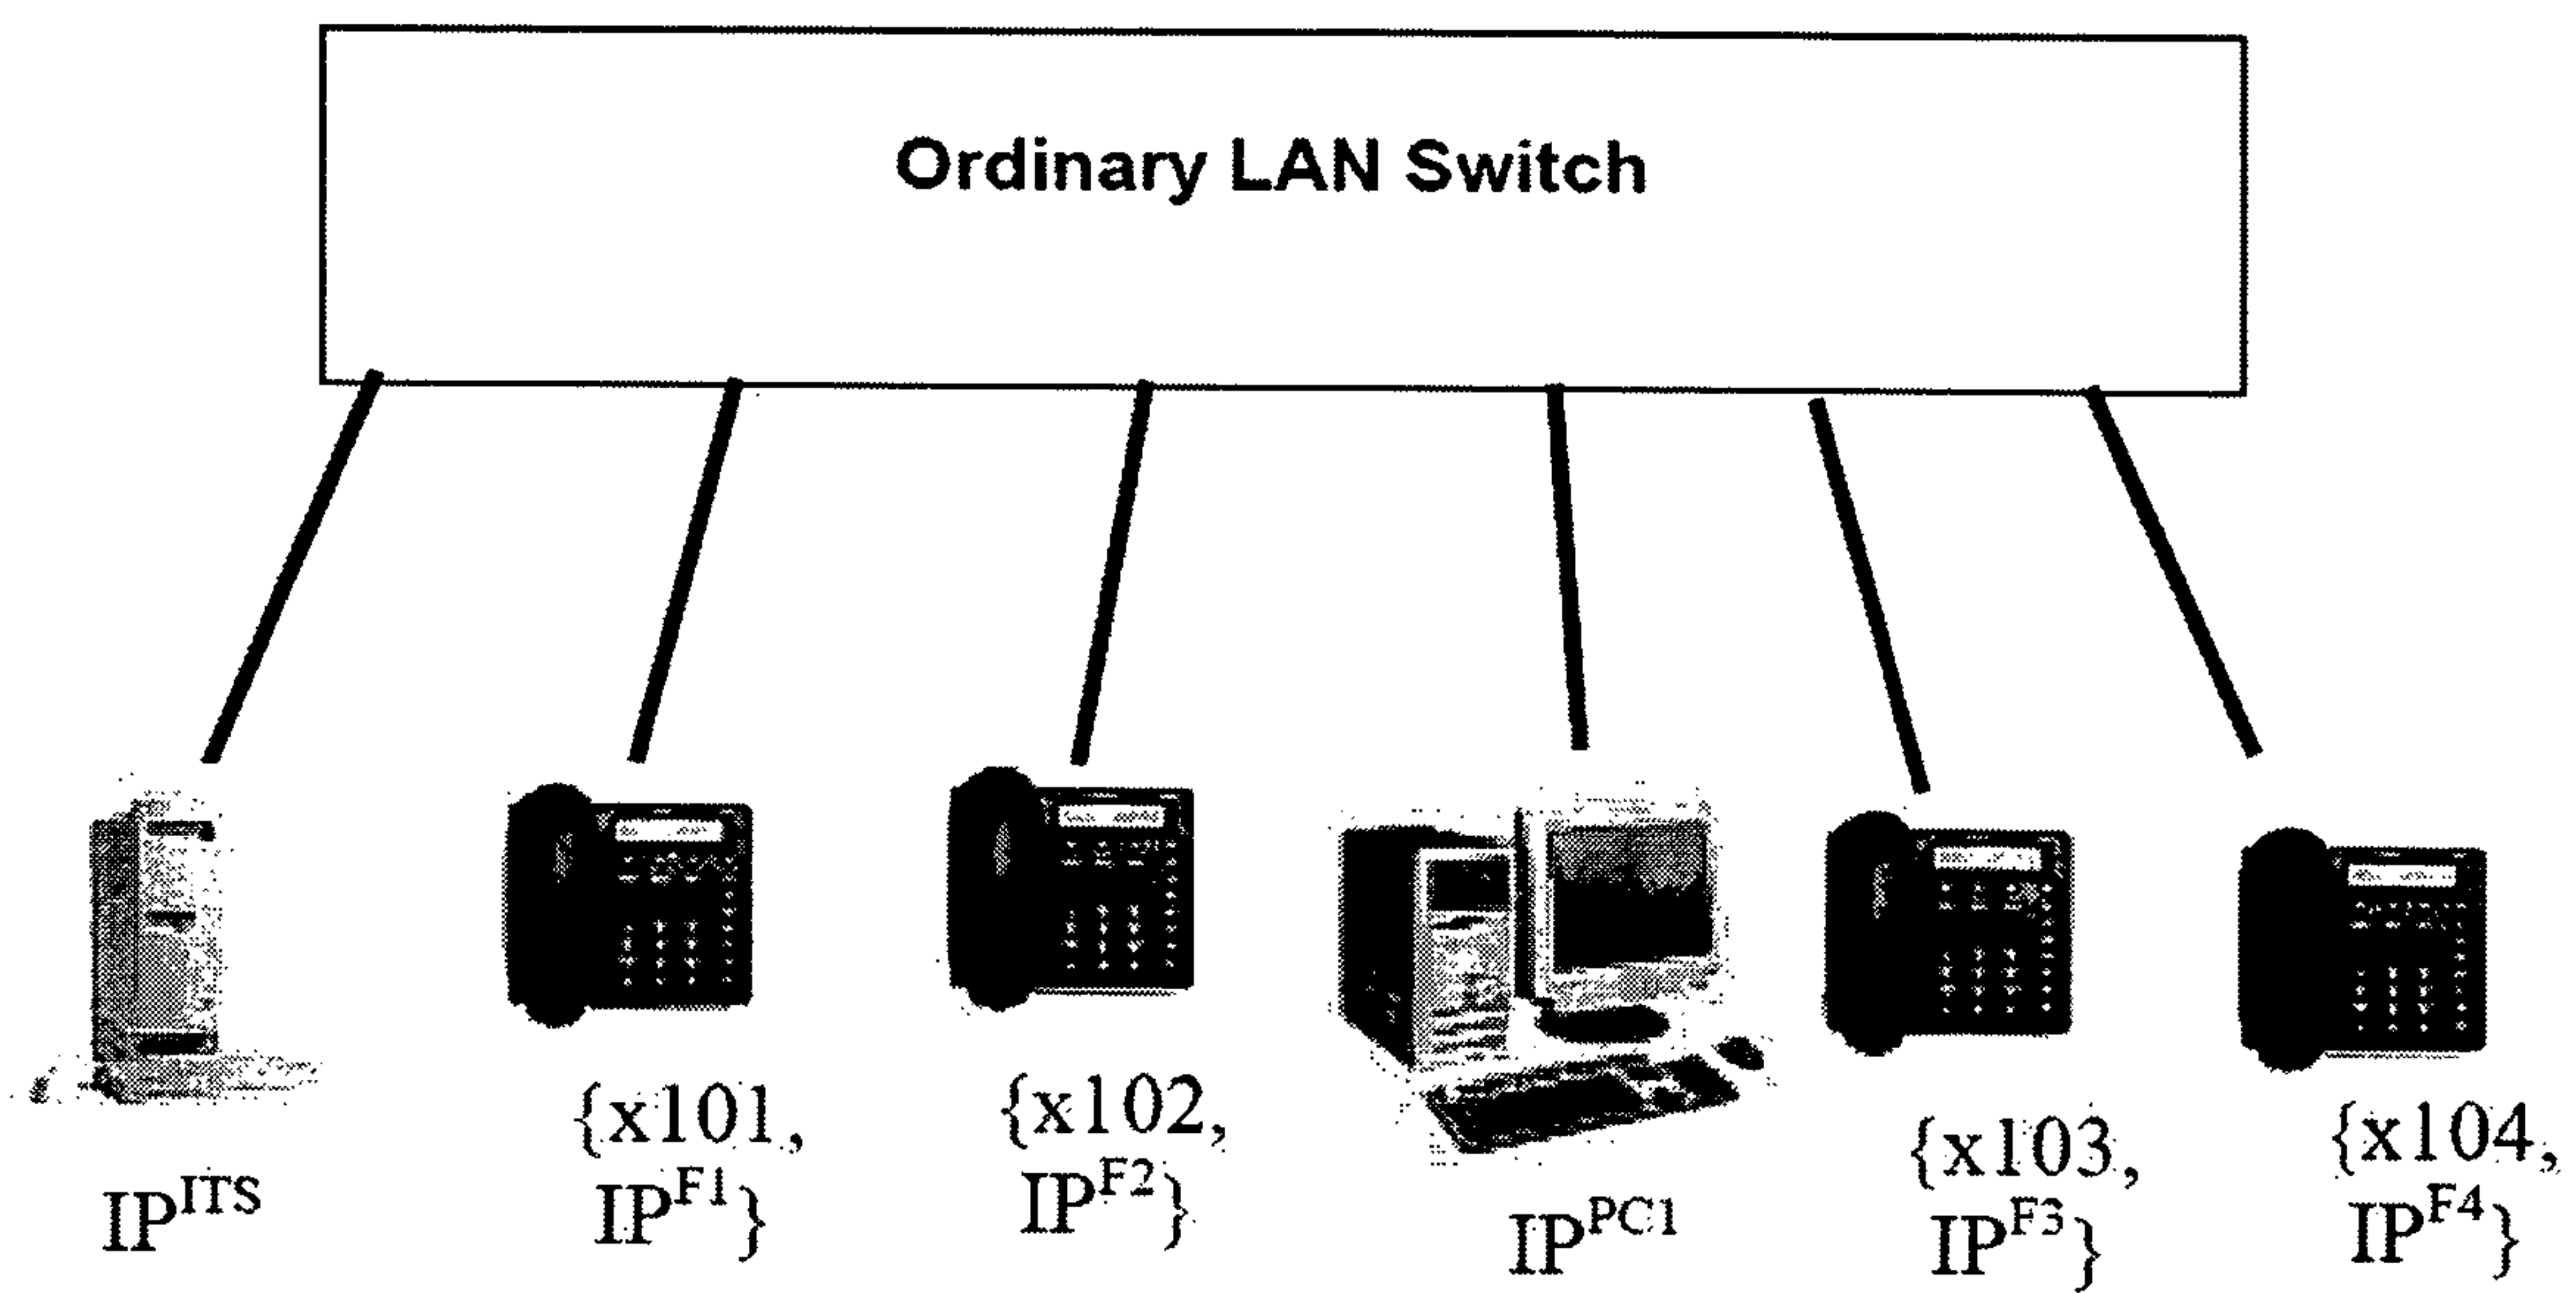 Ordinary LAN Switch
IP^ITS
{x101,
IP^F1}
{x102,
IP^F2}
IP^PC1
{x103,
IP^F3}
{x104,
IP^F4}